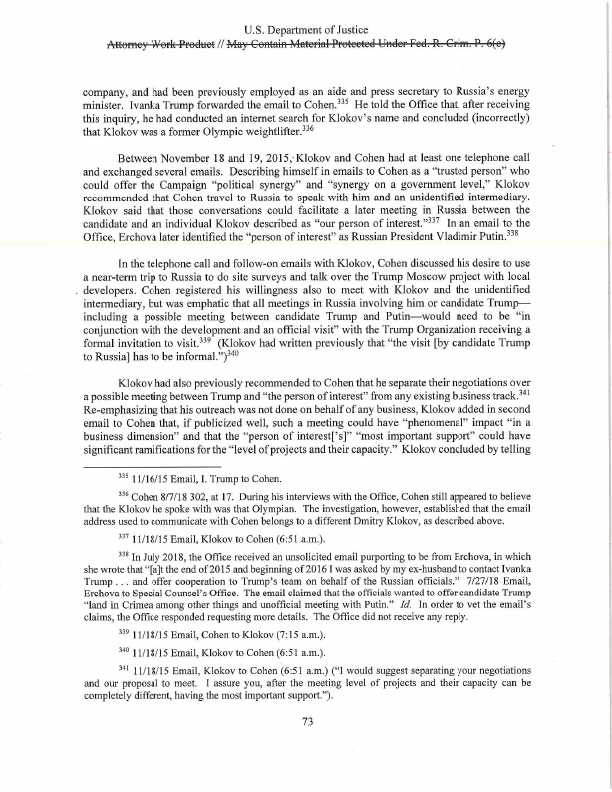 U.S. Department of Justice
Attorney Work Product // May Contain Material Protected Under Fed. R. Crim. P. 6(e)
company, and had been previously employed as an aide and press secretary to Russia's energy
minister. Ivanka Trump forwarded the email to Cohen.335 He told the Office that, after receiving
this inquiry, he had conducted an internet search for Klokov's name and concluded (incorrectly)
that Klokov was a former Olympic weightlifter.336
Between November 18 and 19, 2015, Klokov and Cohen had at least one telephone call
and exchanged several emails. Describing himself in emails to Cohen as a "trusted person" who
could offer the Campaign "political synergy" and "synergy on a government level," Klokov
recommended that Cohen travel to Russia to speak with him and an unidentified intermediary.
Klokov said that those conversations could facilitate a later meeting in Russia between the
candidate and an individual Klokov described as "our person of interest."337 In an email to the
Office, Erchova later identified the "person of interest" as Russian President Vladimir Putin.338
In the telephone call and follow-on emails with Klokov, Cohen discussed his desire to use
a near-term trip to Russia to do site surveys and talk over the Trump Moscow project with local
developers. Cohen registered his willingness also to meet with Klokov and the unidentified
intermediary, but was emphatic that all meetings in Russia involving him or candidate Trump—
including a possible meeting between candidate Trump and Putin—would need to be "in
conjunction with the development and an official visit" with the Trump Organization receiving a
formal invitation to visit.339 (Klokov had written previously that "the visit [by candidate Trump
to Russia] has to be informal.")340
Klokov had also previously recommended to Cohen that he separate their negotiations over
a possible meeting between Trump and "the person of interest" from any existing business track.341
Re-emphasizing that his outreach was not done on behalf of any business, Klokov added in second
email to Cohen that, if publicized well, such a meeting could have "phenomenal" impact "in a
business dimension" and that the "person of interest['s]" "most important support" could have
significant ramifications for the "level of projects and their capacity." Klokov concluded by telling
335 11/16/15 Email, I. Trump to Cohen.
336 Cohen 8/7/18 302, at 17. During his interviews with the Office, Cohen still appeared to believe
that the Klokov he spoke with was that Olympian. The investigation, however, established that the email
address used to communicate with Cohen belongs to a different Dmitry Klokov, as described above.
337 11/18/15 Email, Klokov to Cohen (6:51 a.m.).
338 In July 2018, the Office received an unsolicited email purporting to be from Erchova, in which
she wrote that "[a]t the end of 2015 and beginning of 2016 I was asked by my ex-husband to contact Ivanka
Trump . . . and offer cooperation to Trump's team on behalf of the Russian officials." 7/27/18 Email,
Erchova to Special Counsel's Office. The email claimed that the officials wanted to offer candidate Trump
"land in Crimea among other things and unofficial meeting with Putin." Id. In order to vet the email's
claims, the Office responded requesting more details. The Office did not receive any reply.
339 11/18/15 Email, Cohen to Klokov (7:15 a.m.).
340 11/18/15 Email, Klokov to Cohen (6:51 a.m.).
341 11/18/15 Email, Klokov to Cohen (6:51 a.m.) ("I would suggest separating your negotiations
and our proposal to meet. I assure you, after the meeting level of projects and their capacity can be
completely different, having the most important support.").
73